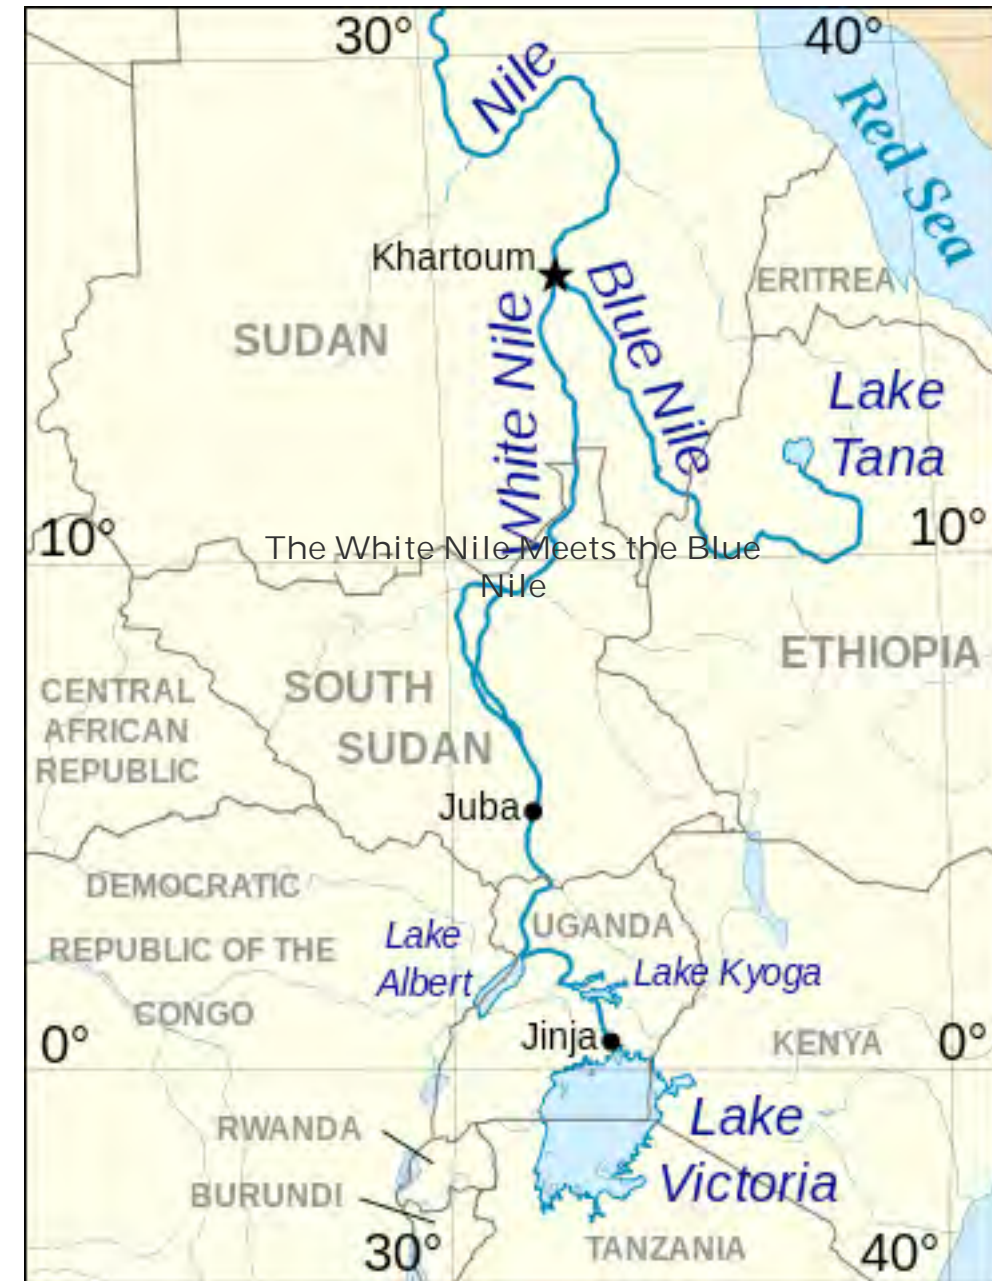 30°
40°
Nile
Red Sea
Khartoum
ERITREA
Blue Nile
White Nile
SUDAN
Lake
Tana
10°
10°
The White Nile Meets the Blue
Nile
ETHIOPIA
CENTRAL
AFRICAN
REPUBLIC
SOUTH
SUDAN
Juba
DEMOCRATIC
REPUBLIC OF THE
CONGO
UGANDA
Lake
Albert
Lake Kyoga
Jinja
0°
KENYA
0°
Lake
Victoria
RWANDA
BURUNDI
30°
TANZANIA
40°